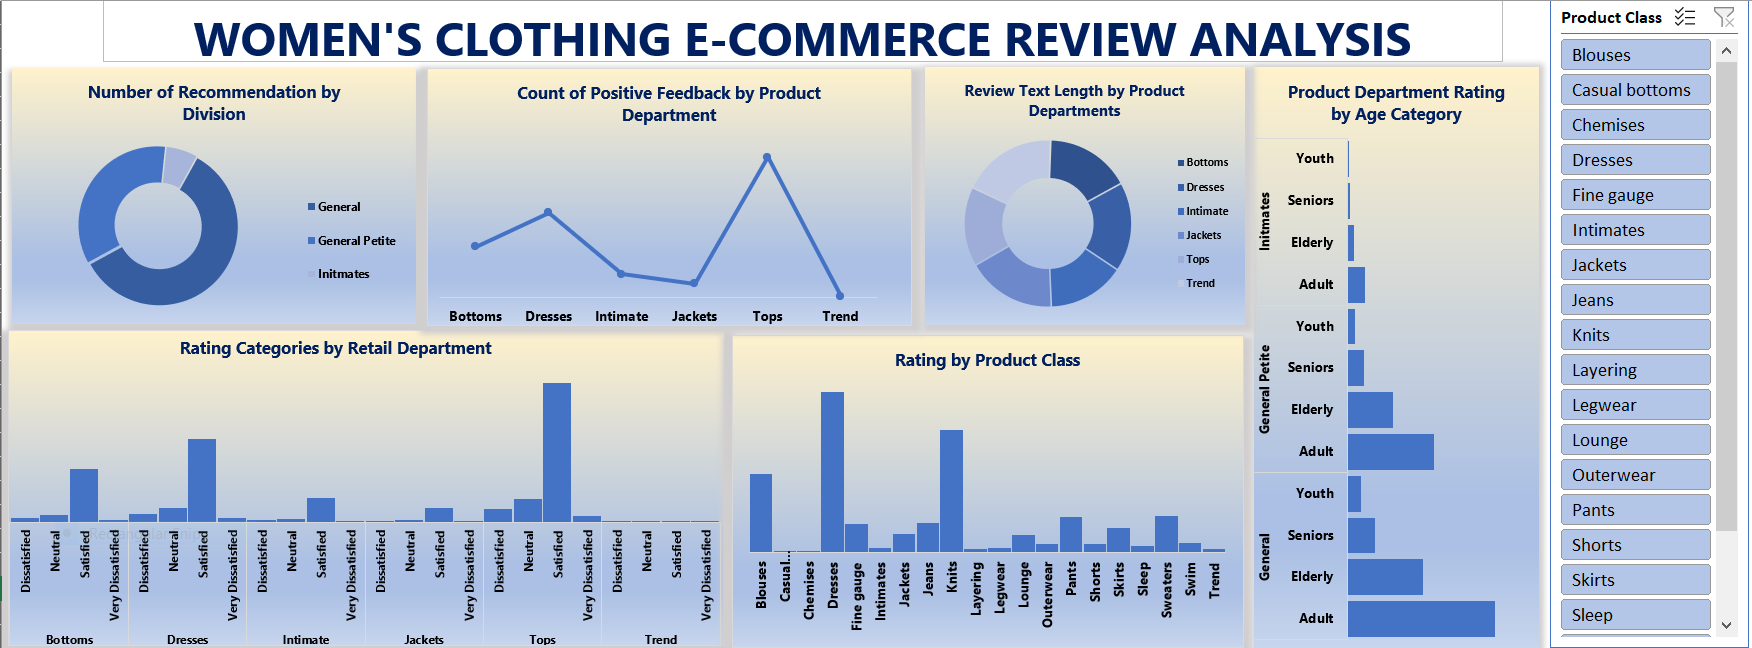 WOMEN'S CLOTHING E-COMMERCE REVIEW ANALYSIS
Number of Recommendation by
Division
General
General Petite
Initmates
Count of Positive Feedback by Product
Department
Bottoms Dresses Intimate Jackets Tops Trend
Review Text Length by Product
Departments
Bottoms
Dresses
Intimate
Jackets
Tops
Trend
Product Department Rating
by Age Category
Initmates
Youth
Seniors
Elderly
Adult
General Petite
Youth
Seniors
Elderly
Adult
General
Youth
Seniors
Elderly
Adult
Rating Categories by Retail Department
Dissatisfied
Neutral
Satisfied
Very Dissatisfied
Dissatisfied
Neutral
Satisfied
Very Dissatisfied
Dissatisfied
Neutral
Satisfied
Very Dissatisfied
Dissatisfied
Neutral
Satisfied
Very Dissatisfied
Dissatisfied
Neutral
Satisfied
Very Dissatisfied
Dissatisfied
Neutral
Satisfied
Very Dissatisfied
Bottoms Dresses Intimate Jackets Tops Trend
Rating by Product Class
Blouses
Casual...
Chemises
Dresses
Fine gauge
Intimates
Jackets
Jeans
Knits
Layering
Legwear
Lounge
Outerwear
Pants
Shorts
Skirts
Sleep
Sweaters
Swim
Trend
Product Class
Blouses
Casual bottoms
Chemises
Dresses
Fine gauge
Intimates
Jackets
Jeans
Knits
Layering
Legwear
Lounge
Outerwear
Pants
Shorts
Skirts
Sleep